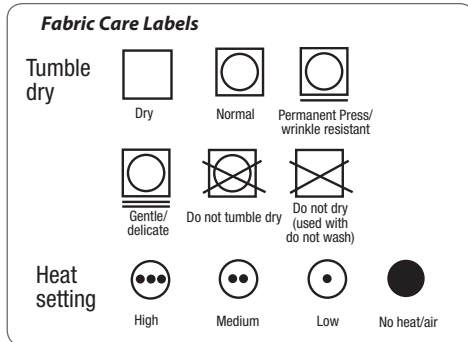 Fabric Care Labels
Tumble
dry
Dry
Normal
Permanent Press/
wrinkle resistant
Gentle/
delicate
Do not tumble dry
Do not dry
(used with
do not wash)
Heat
setting
High
Medium
Low
No heat/air